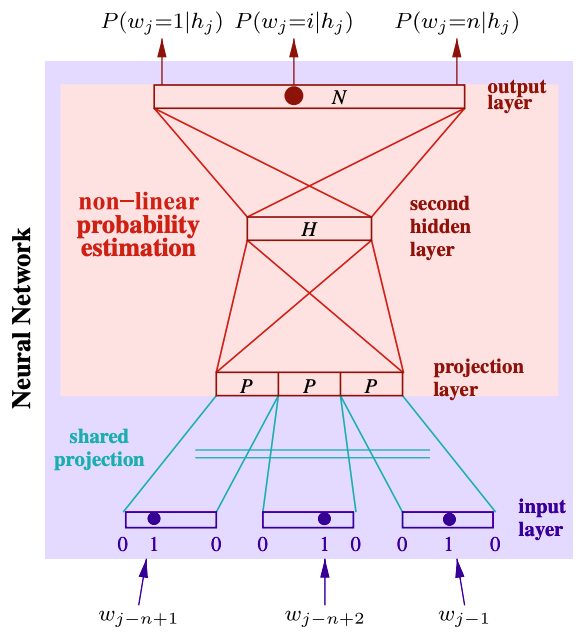 P(w_j=1|h_j) P(w_j=i|h_j) P(w_j=n|h_j)
output
layer
N
non–linear
probability
estimation
second
hidden
layer
H
Neural Network
projection
layer
P P P
shared
projection
input
layer
0 1 0 0 1 0 0 1 0
w_{j−n+1} w_{j−n+2} w_{j−1}